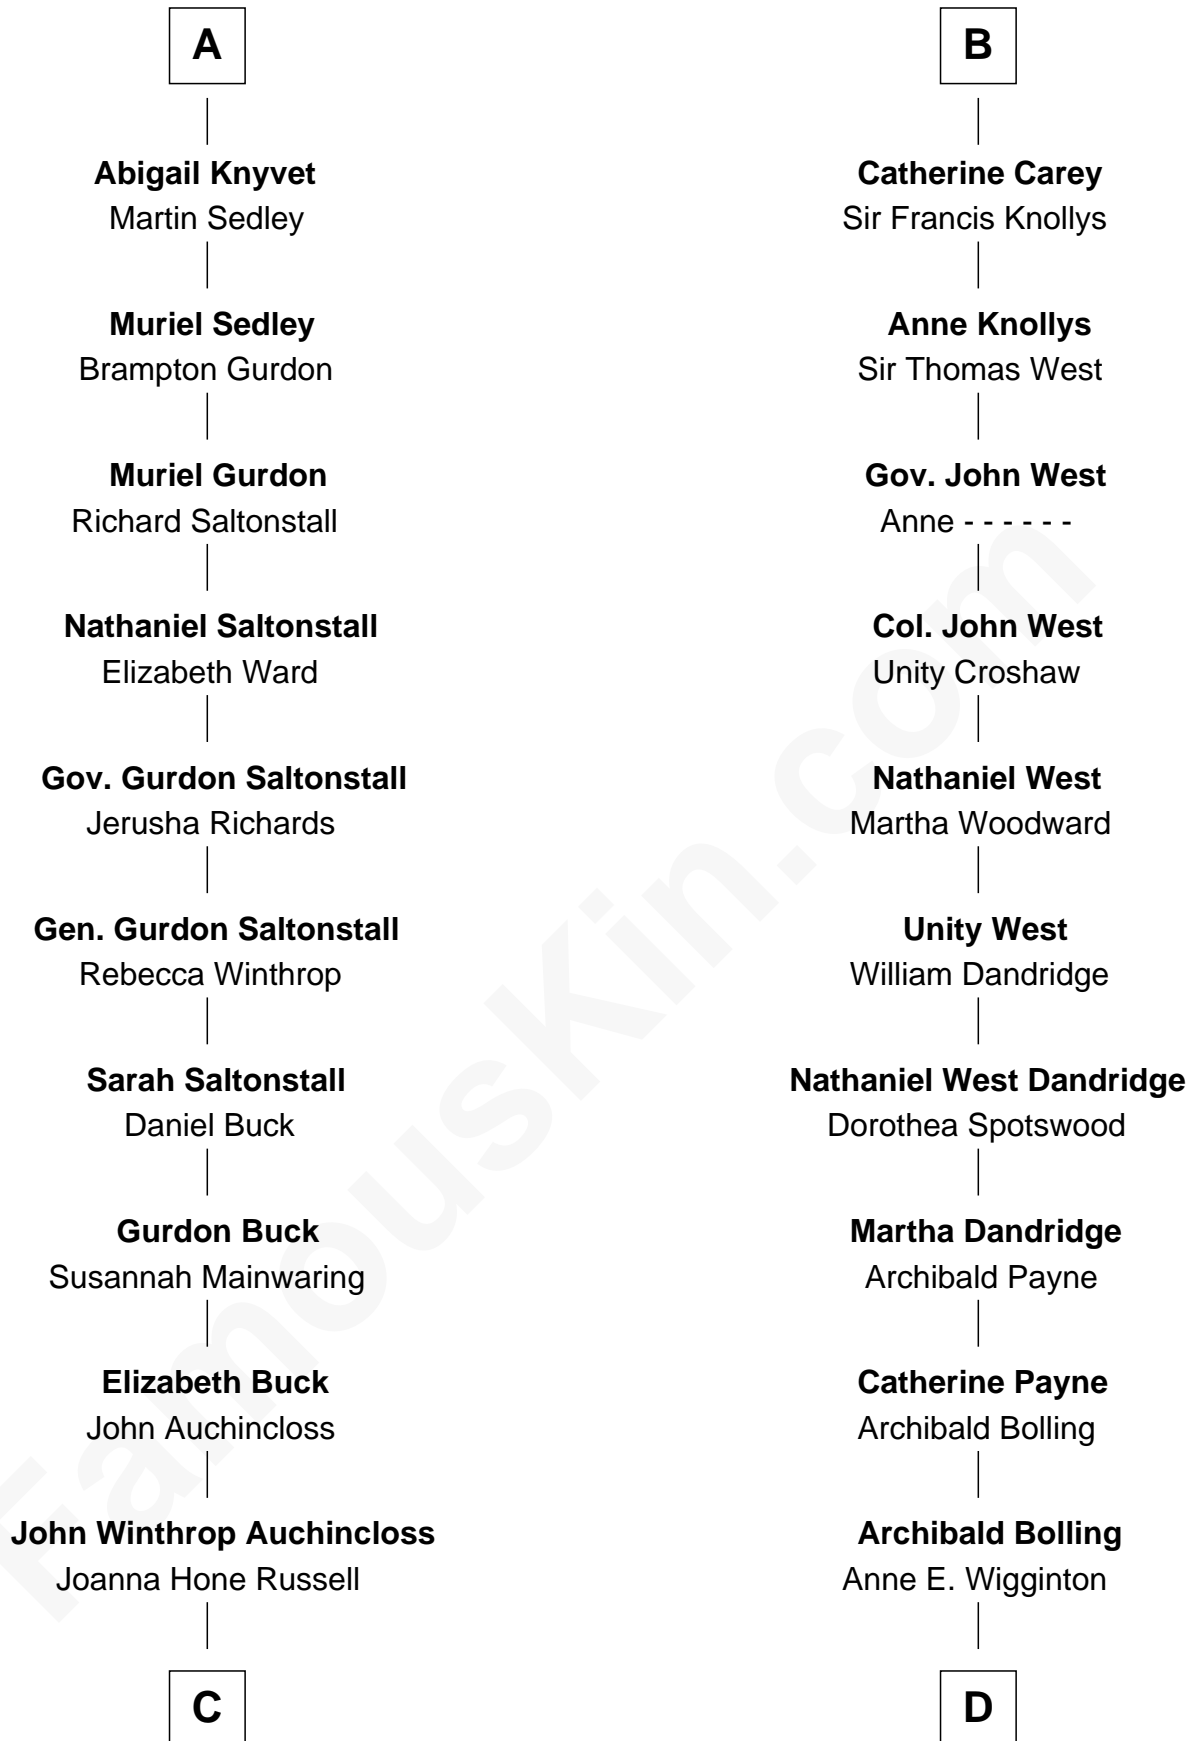 A
Abigail Knyvet
Martin Sedley
Muriel Sedley
Brampton Gurdon
Muriel Gurdon
Richard Saltonstall
Nathaniel Saltonstall
Elizabeth Ward
Gov. Gurdon Saltonstall
Jerusha Richards
Gen. Gurdon Saltonstall
Rebecca Winthrop
Sarah Saltonstall
Daniel Buck
Gurdon Buck
Susannah Mainwaring
Elizabeth Buck
John Auchincloss
John Winthrop Auchincloss
Joanna Hone Russell
C
B
Catherine Carey
Sir Francis Knollys
Anne Knollys
Sir Thomas West
Gov. John West
Anne - - - - - -
Col. John West
Unity Croshaw
Nathaniel West
Martha Woodward
Unity West
William Dandridge
Nathaniel West Dandridge
Dorothea Spotswood
Martha Dandridge
Archibald Payne
Catherine Payne
Archibald Bolling
Archibald Bolling
Anne E. Wigginton
D
FamousKin.com